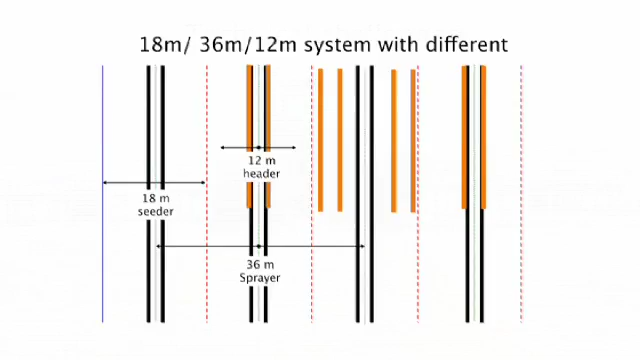 18m/ 36m/12m system with different
12 m
header
18 m
seeder
36 m
Sprayer